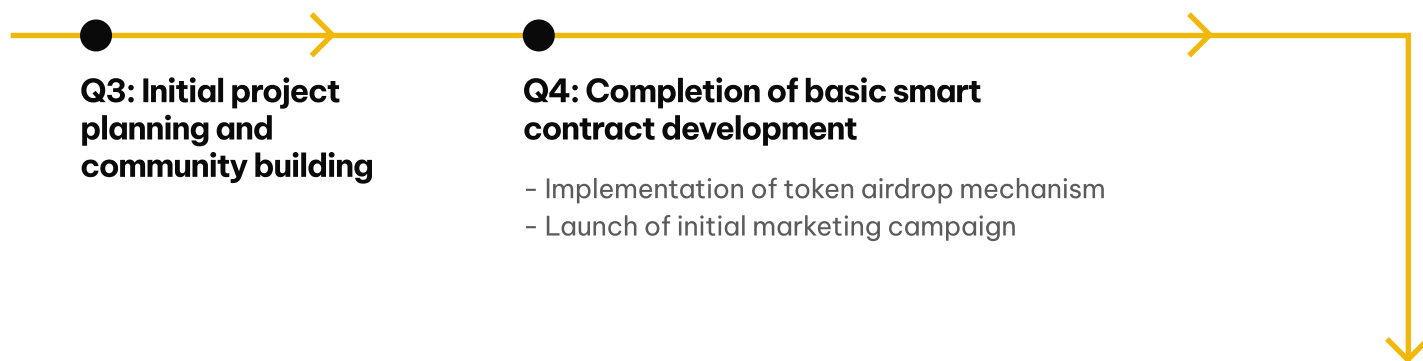 Q3: Initial project
planning and
community building
Q4: Completion of basic smart
contract development
- Implementation of token airdrop mechanism
- Launch of initial marketing campaign